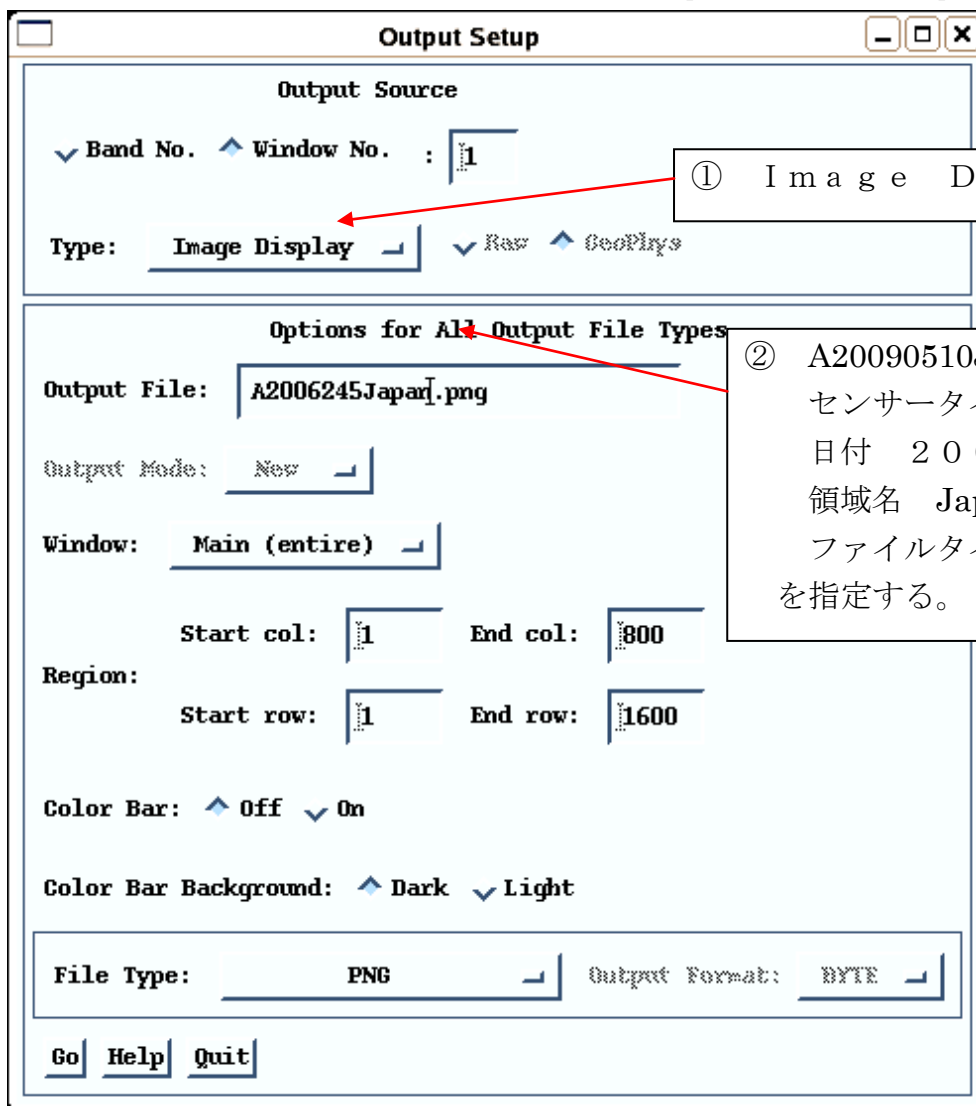 Output Setup
Output Source
Band No. Window No. : 1
① Image D
Type: Image Display Raw GeoPhys
Options for All Output File Types
② A20090510
センサータ
Output File: A2006245Japan.png
日付 20
Output Mode: New
領域名 Jap
Window: Main (entire)
ファイルタ
を指定する。
Start col: 1 End col: 800
Region:
Start row: 1 End row: 1600
Color Bar: Off On
Color Bar Background: Dark Light
File Type: PNG Output Format: BYTE
Go Help Quit